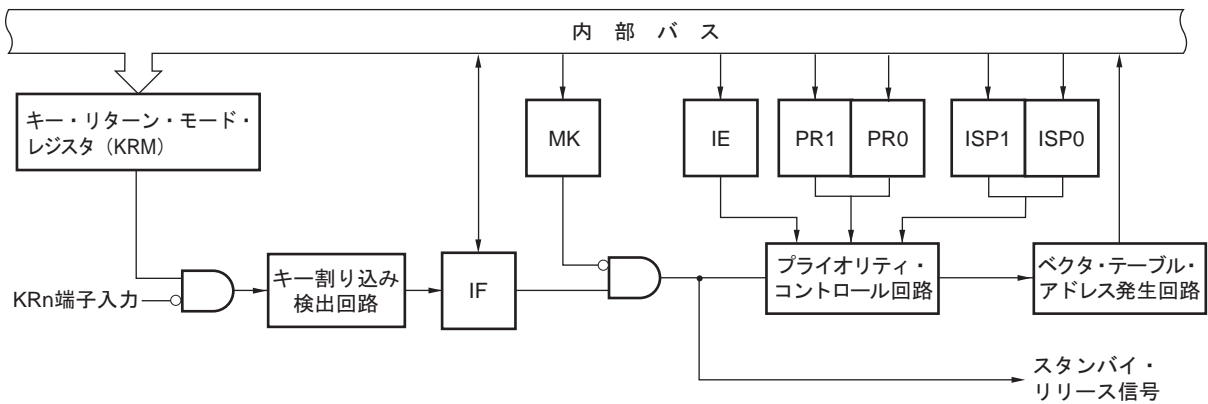 内 部 バ ス
キー・リターン・モード・
レジスタ（KRM）
MK
IE
PR1
PR0
ISP1
ISP0
KRn端子入力
キー割り込み
検出回路
IF
プライオリティ・
コントロール回路
ベクタ・テーブル・
アドレス発生回路
スタンバイ・
リリース信号